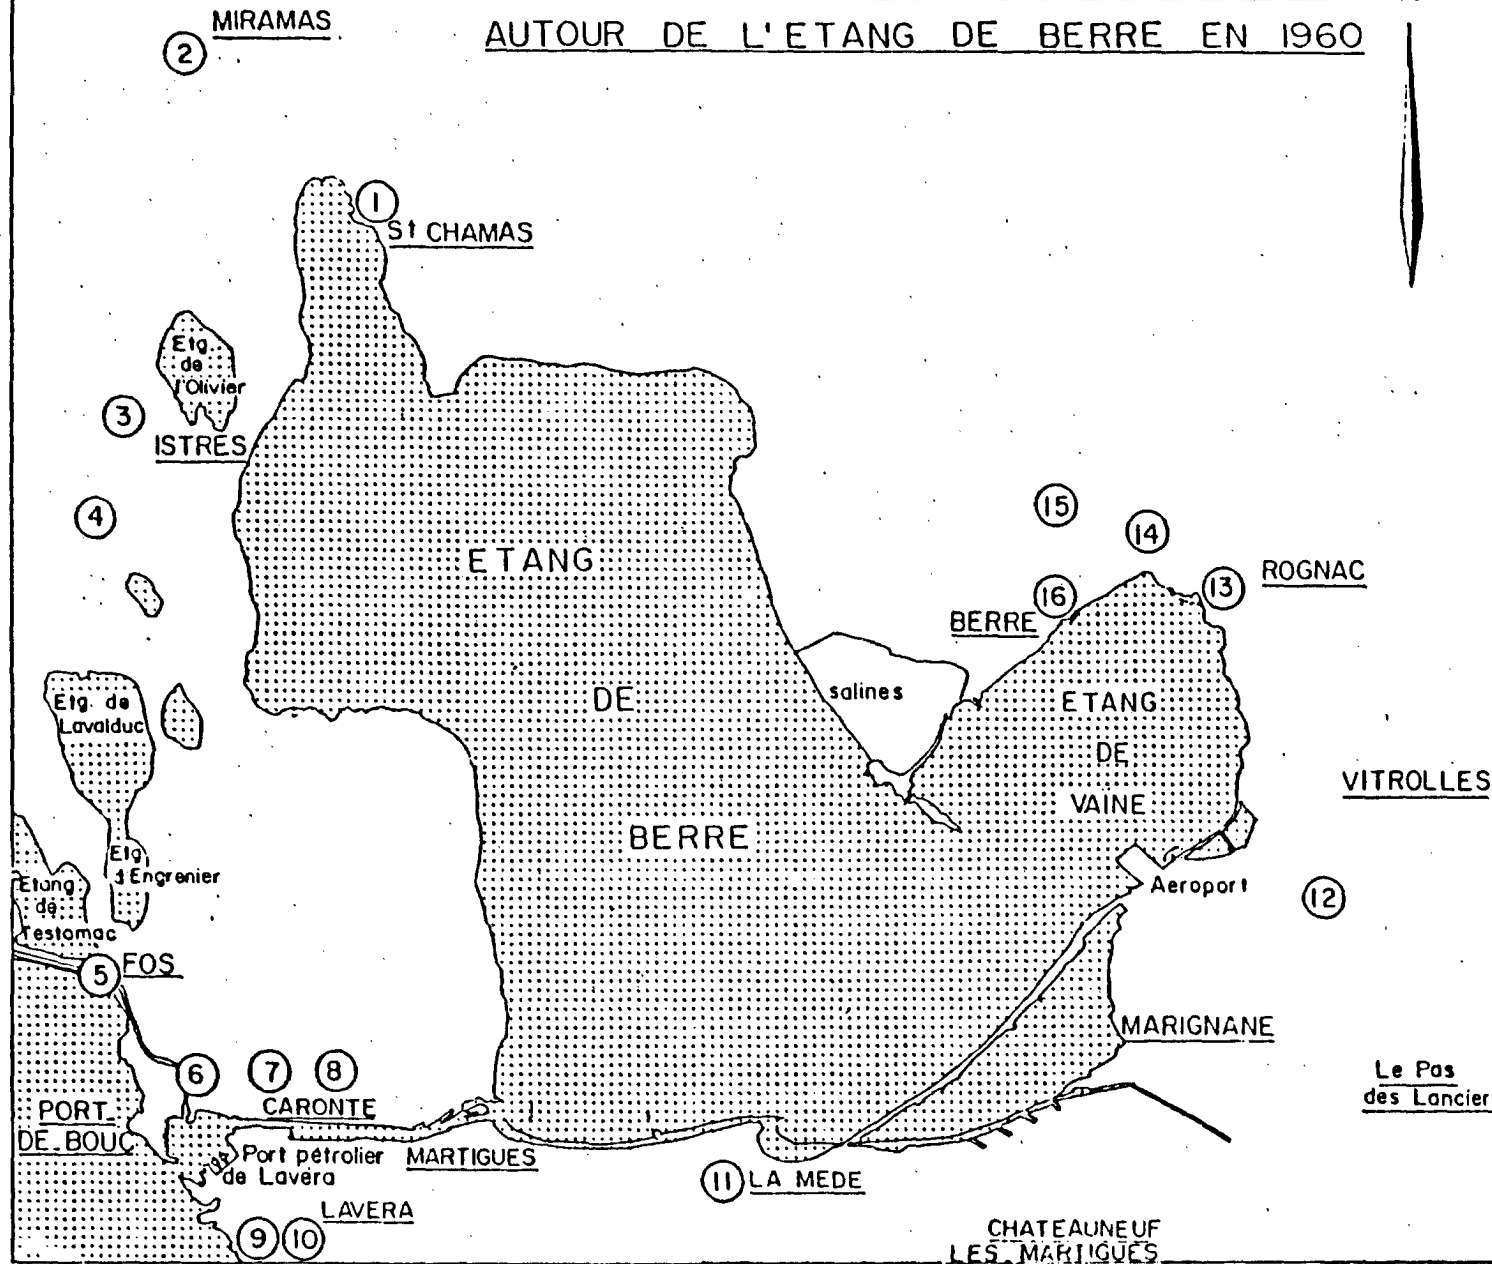 MIRAMAS
2
AUTOUR DE L'ETANG DE BERRE EN 1960
1
St CHAMAS
Etg.
de
l'Olivier
3
ISTRES
4
15
14
ETANG
ROGNAC
13
16
BERRE
Etg. de
Lavalduc
DE
salines
ETANG
DE
VAINE
VITROLLES
BERRE
Etg
d'Engrenier
Etang
de
Testomac
Aeroport
12
5
FOS
MARIGNANE
6
7
8
CARONTE
Le Pas
des Lancier
PORT
DE BOUC
Port pétrolier
de Lavéra
MARTIGUES
11
LA MEDE
LAVERA
9
10
CHATEAUNEUF
LES MARTIGUES